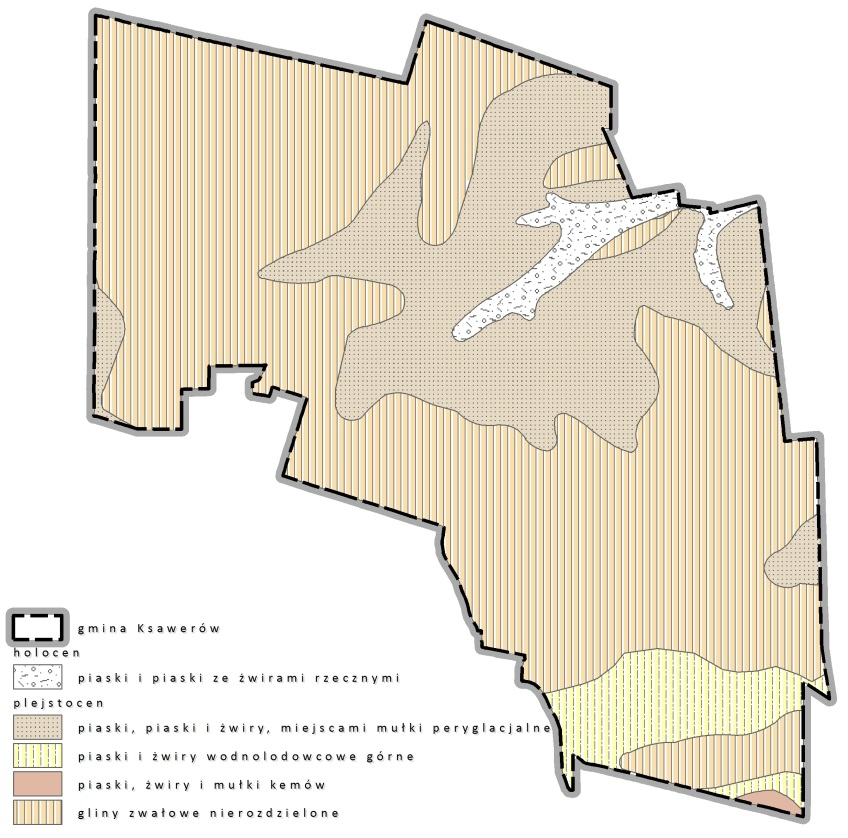 gmina Ksawerów
holocen
piaski i piaski ze żwirami rzecznymi
plejstocen
piaski, piaski i żwiry, miejscami mułki peryglacjalne
piaski i żwiry wodnolodowcowe górne
piaski, żwiry i mułki kemów
gliny zwałowe nierozdzielone